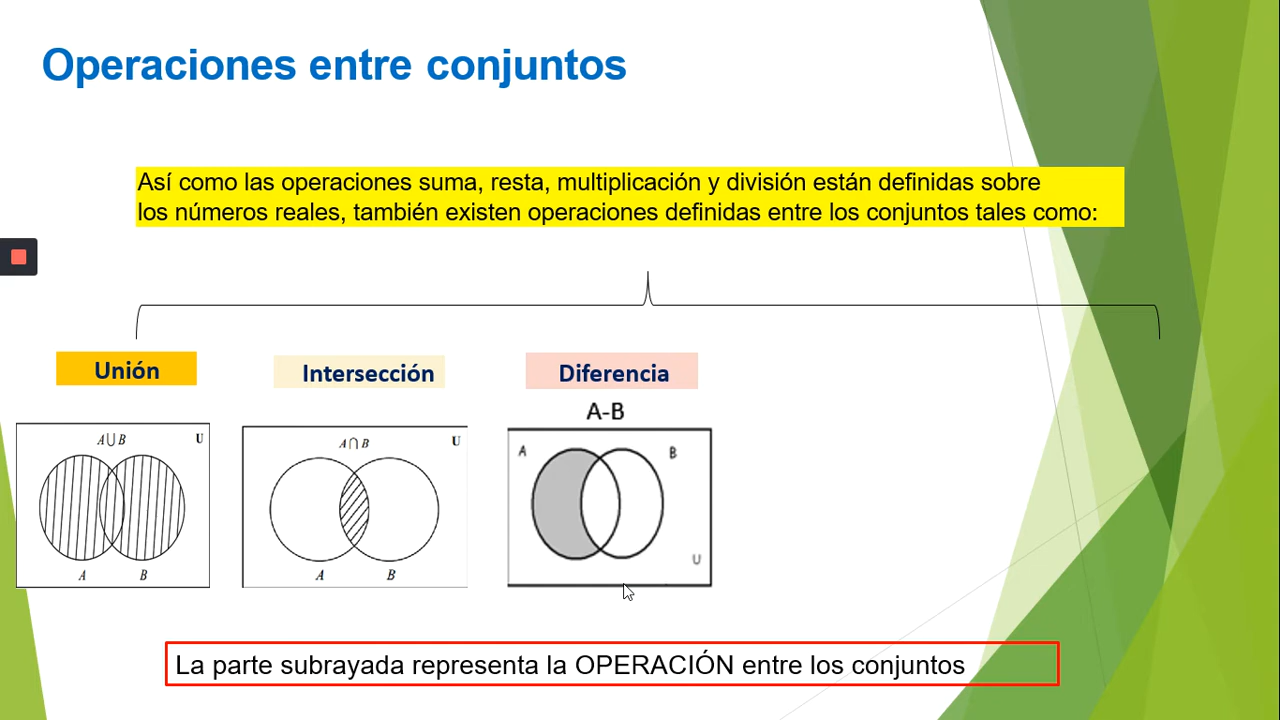 Operaciones entre conjuntos
Así como las operaciones suma, resta, multiplicación y división están definidas sobre
los números reales, también existen operaciones definidas entre los conjuntos tales como:
Unión
Intersección
Diferencia
A∪B U
A B
A∩B U
A B
A-B
A B
U
La parte subrayada representa la OPERACIÓN entre los conjuntos